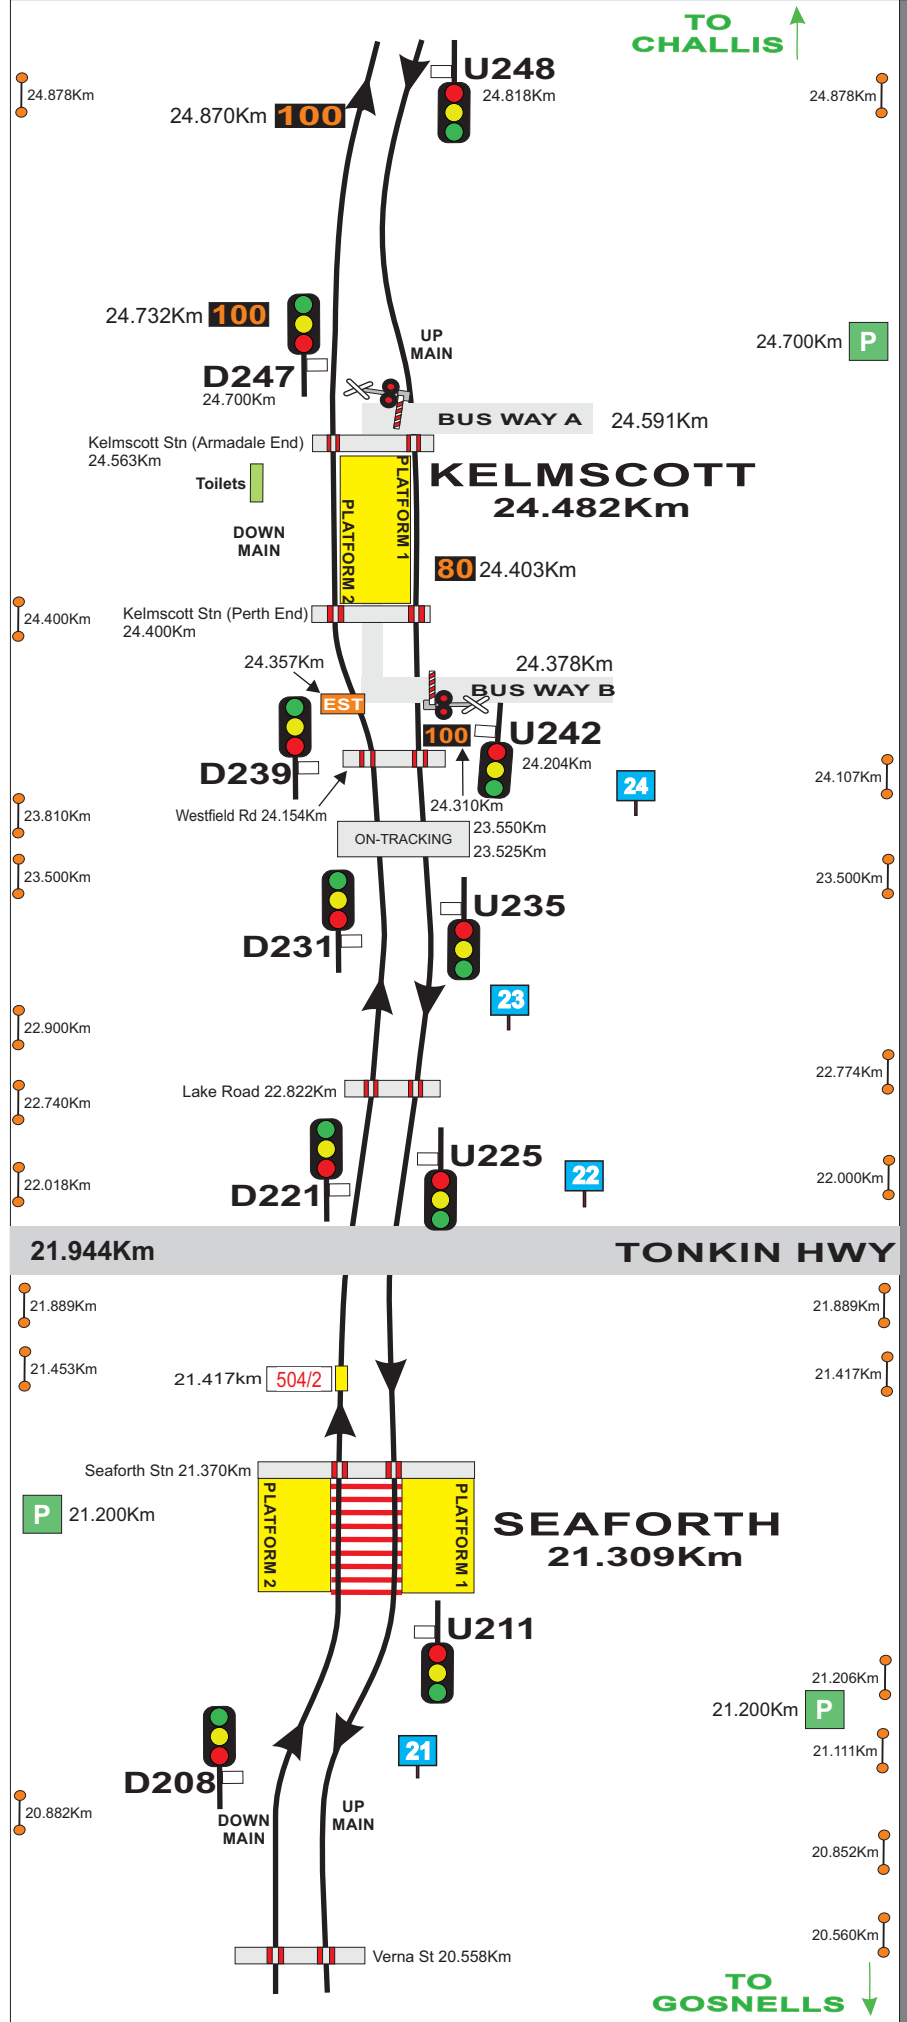 TO
CHALLIS
U248
24.818Km
24.878Km
24.878Km
24.870Km 100
24.732Km 100
UP
MAIN
24.700Km P
D247
24.700Km
BUS WAY A 24.591Km
Kelmscott Stn (Armadale End)
24.563Km
KELMSCOTT
24.482Km
Toilets
PLATFORM 1
PLATFORM 2
DOWN
MAIN
80 24.403Km
24.400Km
Kelmscott Stn (Perth End)
24.400Km
24.357Km
24.378Km
BUS WAY B
EST
100
U242
24.204Km
D239
24.107Km
24
24.310Km
Westfield Rd 24.154Km
23.810Km
ON-TRACKING
23.550Km
23.525Km
23.500Km
23.500Km
U235
D231
23
22.900Km
22.774Km
Lake Road 22.822Km
22.740Km
U225
D221
22
22.018Km
22.000Km
21.944Km TONKIN HWY
21.889Km
21.889Km
21.453Km
21.417km 504/2
21.417Km
Seaforth Stn 21.370Km
P 21.200Km
PLATFORM 2
PLATFORM 1
SEAFORTH
21.309Km
U211
21.206Km
21.200Km P
21
21.111Km
D208
20.882Km
DOWN
MAIN
UP
MAIN
20.852Km
20.560Km
Verna St 20.558Km
TO
GOSNELLS